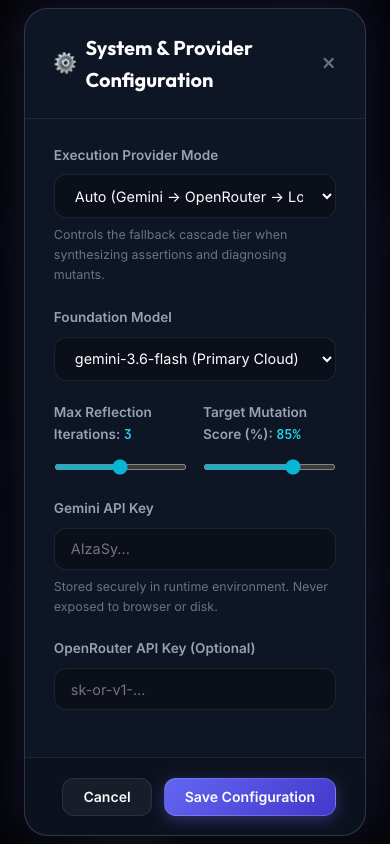 System & Provider
Configuration
×
Execution Provider Mode
Auto (Gemini → OpenRouter → Lo
Controls the fallback cascade tier when
synthesizing assertions and diagnosing
mutants.
Foundation Model
gemini-3.6-flash (Primary Cloud)
Max Reflection
Iterations: 3
Target Mutation
Score (%): 85%
Gemini API Key
AIzaSy...
Stored securely in runtime environment. Never
exposed to browser or disk.
OpenRouter API Key (Optional)
sk-or-v1-...
Cancel
Save Configuration